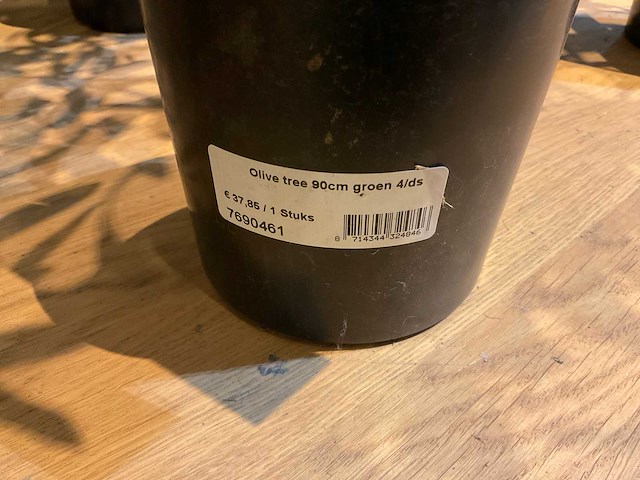 Olive tree 90cm groen 4/ds
€ 37,85 / 1 Stuks
7690461
8 714344 324846